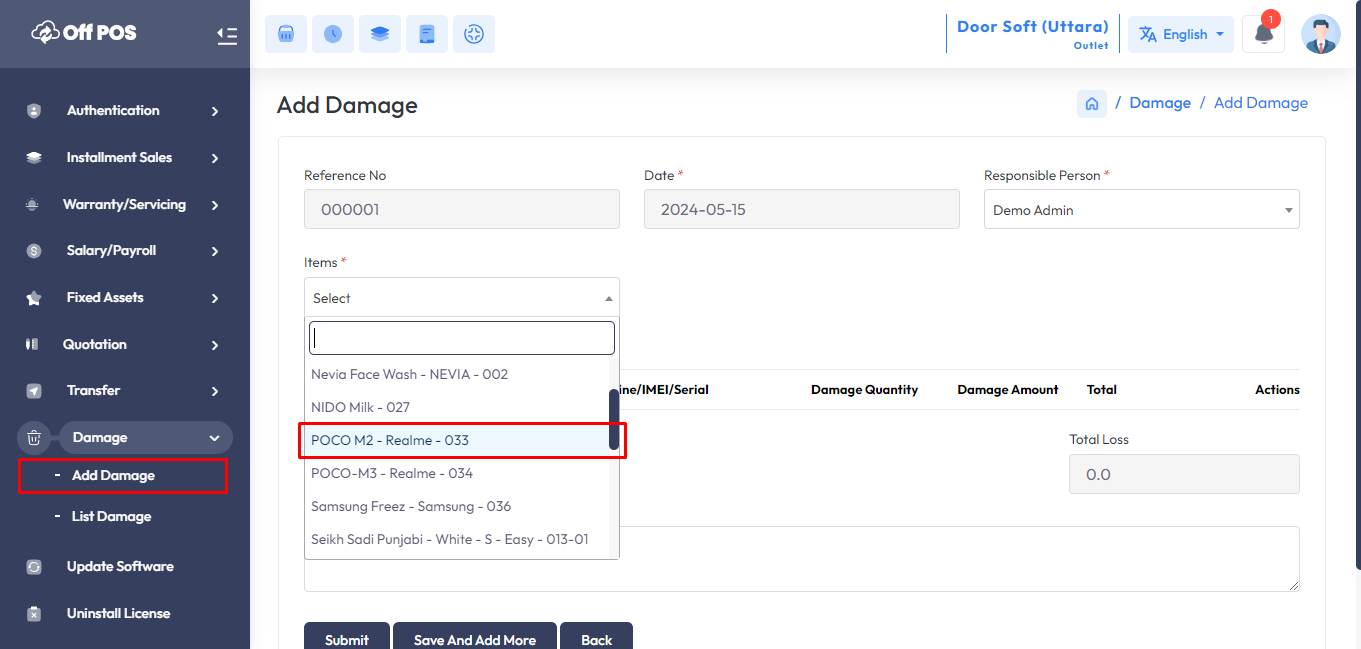 Off POS
Door Soft (Uttara)
Outlet
English
1
Authentication
Installment Sales
Warranty/Servicing
Salary/Payroll
Fixed Assets
Quotation
Transfer
Damage
- Add Damage
- List Damage
Update Software
Uninstall License
Add Damage
/ Damage / Add Damage
Reference No
000001
Date *
2024-05-15
Responsible Person *
Demo Admin
Items *
Select
Nevia Face Wash - NEVIA - 002
NIDO Milk - 027
POCO M2 - Realme - 033
POCO-M3 - Realme - 034
Samsung Freez - Samsung - 036
Seikh Sadi Punjabi - White - S - Easy - 013-01
ine/IMEI/Serial Damage Quantity Damage Amount Total Actions
Total Loss
0.0
Submit Save And Add More Back